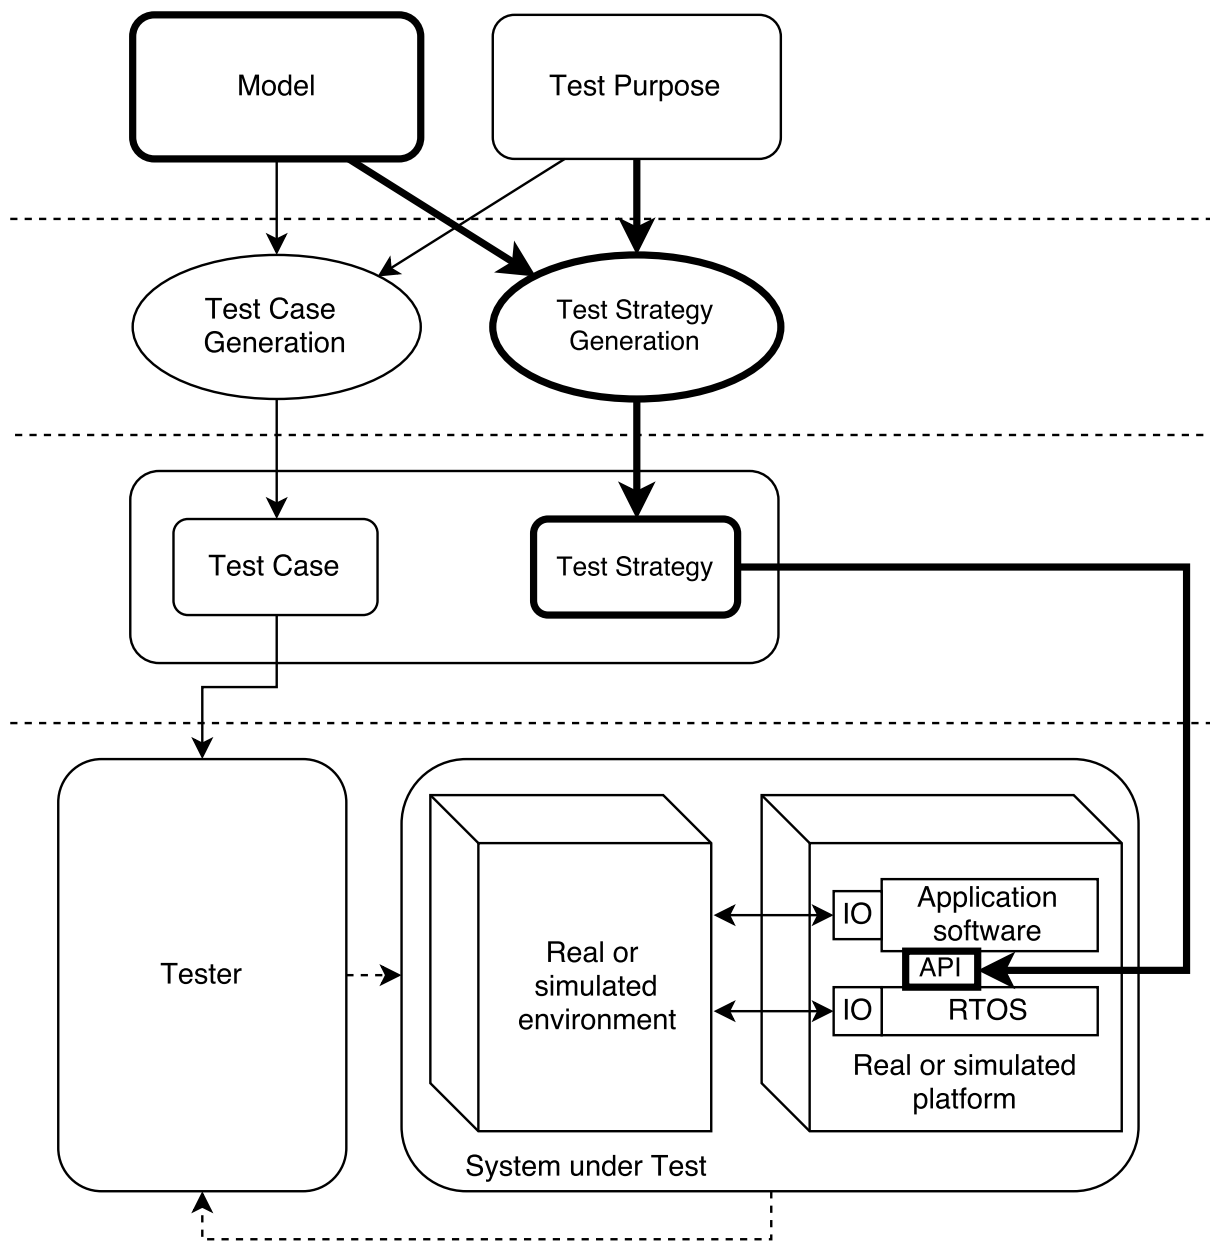 Model
Test Purpose
Test Case
Generation
Test Strategy
Generation
Test Case
Test Strategy
Tester
Real or
simulated
environment
IO
Application
software
API
IO
RTOS
Real or simulated
platform
System under Test